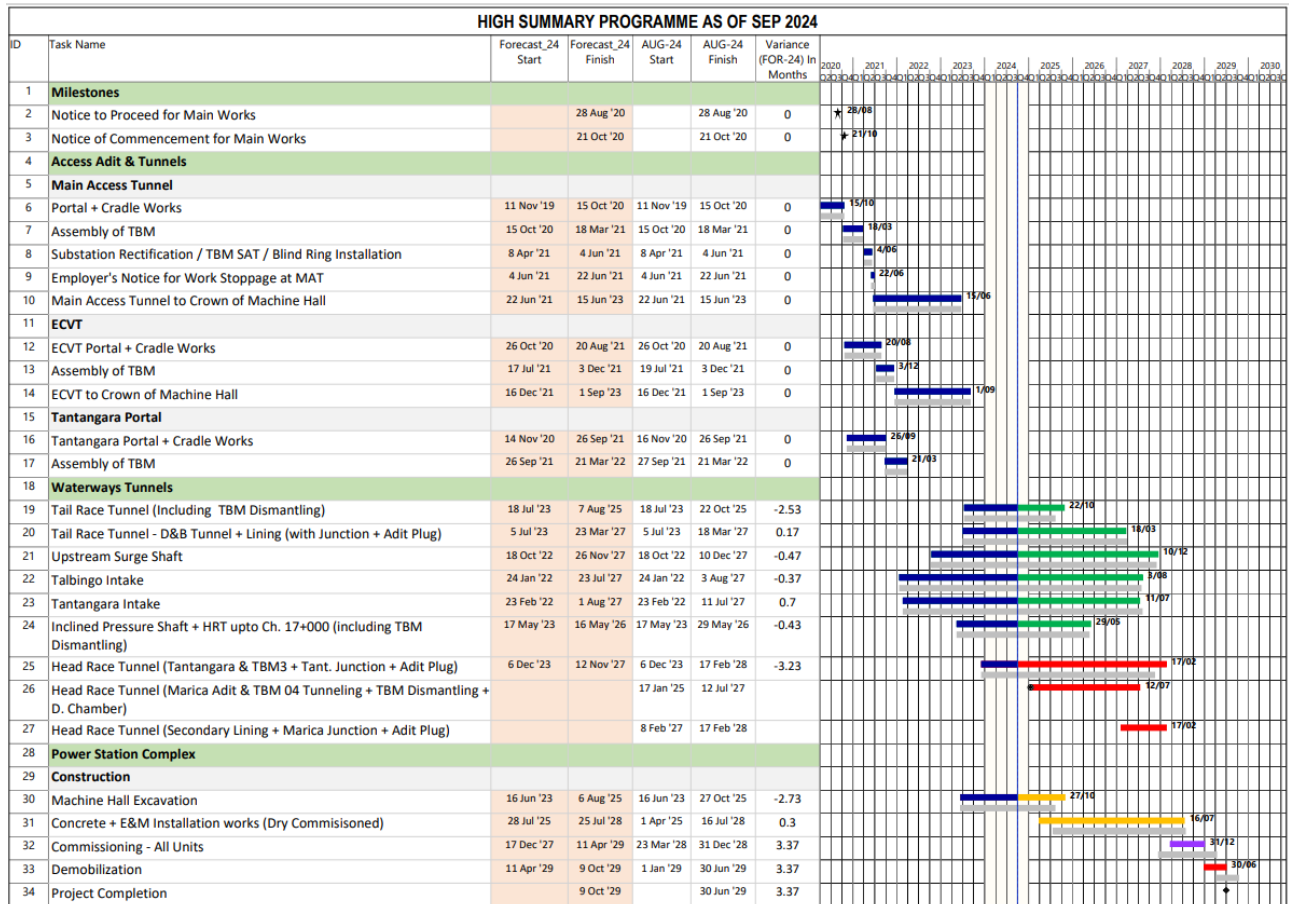 HIGH SUMMARY PROGRAMME AS OF SEP 2024
ID Task Name Forecast_24 Start Forecast_24 Finish AUG-24 Start AUG-24 Finish Variance (FOR-24) In Months
2020 2021 2022 2023 2024 2025 2026 2027 2028 2029 2030
1 Milestones
2 Notice to Proceed for Main Works 28 Aug '20 28 Aug '20 0 28/08
3 Notice of Commencement for Main Works 21 Oct '20 21 Oct '20 0 21/10
4 Access Adit & Tunnels
5 Main Access Tunnel
6 Portal + Cradle Works 11 Nov '19 15 Oct '20 11 Nov '19 15 Oct '20 0 15/10
7 Assembly of TBM 15 Oct '20 18 Mar '21 15 Oct '20 18 Mar '21 0 18/03
8 Substation Rectification / TBM SAT / Blind Ring Installation 8 Apr '21 4 Jun '21 8 Apr '21 4 Jun '21 0 4/06
9 Employer's Notice for Work Stoppage at MAT 4 Jun '21 22 Jun '21 4 Jun '21 22 Jun '21 0 22/06
10 Main Access Tunnel to Crown of Machine Hall 22 Jun '21 15 Jun '23 22 Jun '21 15 Jun '23 0 15/06
11 ECVT
12 ECVT Portal + Cradle Works 26 Oct '20 20 Aug '21 26 Oct '20 20 Aug '21 0 20/08
13 Assembly of TBM 17 Jul '21 3 Dec '21 19 Jul '21 3 Dec '21 0 3/12
14 ECVT to Crown of Machine Hall 16 Dec '21 1 Sep '23 16 Dec '21 1 Sep '23 0 1/09
15 Tantangara Portal
16 Tantangara Portal + Cradle Works 14 Nov '20 26 Sep '21 16 Nov '20 26 Sep '21 0 26/09
17 Assembly of TBM 26 Sep '21 21 Mar '22 27 Sep '21 21 Mar '22 0 21/03
18 Waterways Tunnels
19 Tail Race Tunnel (Including TBM Dismantling) 18 Jul '23 7 Aug '25 18 Jul '23 22 Oct '25 -2.53 22/10
20 Tail Race Tunnel - D&B Tunnel + Lining (with Junction + Adit Plug) 5 Jul '23 23 Mar '27 5 Jul '23 18 Mar '27 0.17 18/03
21 Upstream Surge Shaft 18 Oct '22 26 Nov '27 18 Oct '22 10 Dec '27 -0.47 10/12
22 Talbingo Intake 24 Jan '22 23 Jul '27 24 Jan '22 3 Aug '27 -0.37 3/08
23 Tantangara Intake 23 Feb '22 1 Aug '27 23 Feb '22 11 Jul '27 0.7 11/07
24 Inclined Pressure Shaft + HRT upto Ch. 17+000 (including TBM 17 May '23 16 May '26 17 May '23 29 May '26 -0.43 29/05
Dismantling)
25 Head Race Tunnel (Tantangara & TBM3 + Tant. Junction + Adit Plug) 6 Dec '23 12 Nov '27 6 Dec '23 17 Feb '28 -3.23 17/02
26 Head Race Tunnel (Marica Adit & TBM 04 Tunneling + TBM Dismantling + 17 Jan '25 12 Jul '27 12/07
D. Chamber)
27 Head Race Tunnel (Secondary Lining + Marica Junction + Adit Plug) 8 Feb '27 17 Feb '28 17/02
28 Power Station Complex
29 Construction
30 Machine Hall Excavation 16 Jun '23 6 Aug '25 16 Jun '23 27 Oct '25 -2.73 27/10
31 Concrete + E&M Installation works (Dry Commisisoned) 28 Jul '25 25 Jul '28 1 Apr '25 16 Jul '28 0.3 16/07
32 Commissioning - All Units 17 Dec '27 11 Apr '29 23 Mar '28 31 Dec '28 3.37 31/12
33 Demobilization 11 Apr '29 9 Oct '29 1 Jan '29 30 Jun '29 3.37 30/06
34 Project Completion 9 Oct '29 30 Jun '29 3.37